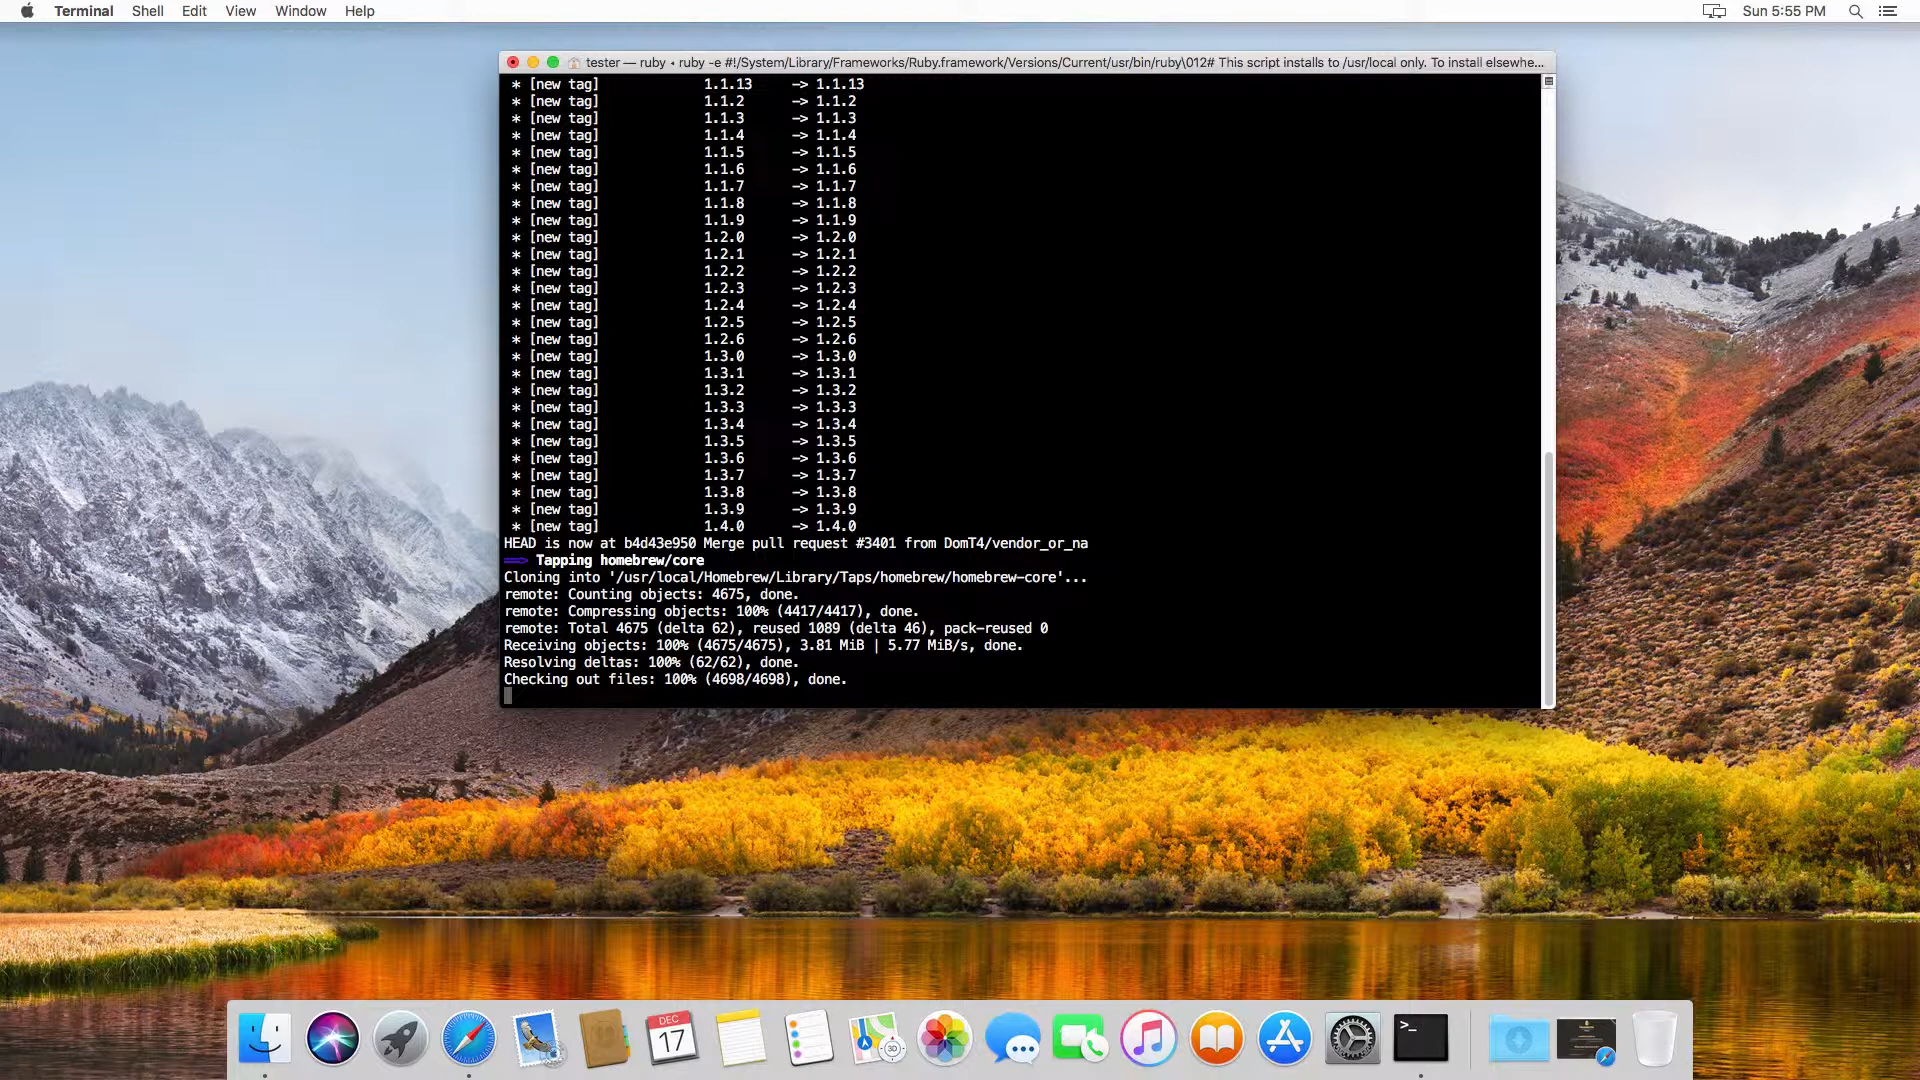 Terminal Shell Edit View Window Help Sun 5:55 PM
tester — ruby ◂ ruby -e #!/System/Library/Frameworks/Ruby.framework/Versions/Current/usr/bin/ruby\012# This script installs to /usr/local only. To install elsewhe...
* [new tag] 1.1.13 -> 1.1.13
* [new tag] 1.1.2 -> 1.1.2
* [new tag] 1.1.3 -> 1.1.3
* [new tag] 1.1.4 -> 1.1.4
* [new tag] 1.1.5 -> 1.1.5
* [new tag] 1.1.6 -> 1.1.6
* [new tag] 1.1.7 -> 1.1.7
* [new tag] 1.1.8 -> 1.1.8
* [new tag] 1.1.9 -> 1.1.9
* [new tag] 1.2.0 -> 1.2.0
* [new tag] 1.2.1 -> 1.2.1
* [new tag] 1.2.2 -> 1.2.2
* [new tag] 1.2.3 -> 1.2.3
* [new tag] 1.2.4 -> 1.2.4
* [new tag] 1.2.5 -> 1.2.5
* [new tag] 1.2.6 -> 1.2.6
* [new tag] 1.3.0 -> 1.3.0
* [new tag] 1.3.1 -> 1.3.1
* [new tag] 1.3.2 -> 1.3.2
* [new tag] 1.3.3 -> 1.3.3
* [new tag] 1.3.4 -> 1.3.4
* [new tag] 1.3.5 -> 1.3.5
* [new tag] 1.3.6 -> 1.3.6
* [new tag] 1.3.7 -> 1.3.7
* [new tag] 1.3.8 -> 1.3.8
* [new tag] 1.3.9 -> 1.3.9
* [new tag] 1.4.0 -> 1.4.0
HEAD is now at b4d43e950 Merge pull request #3401 from DomT4/vendor_or_na
==> Tapping homebrew/core
Cloning into '/usr/local/Homebrew/Library/Taps/homebrew/homebrew-core'...
remote: Counting objects: 4675, done.
remote: Compressing objects: 100% (4417/4417), done.
remote: Total 4675 (delta 62), reused 1089 (delta 46), pack-reused 0
Receiving objects: 100% (4675/4675), 3.81 MiB | 5.77 MiB/s, done.
Resolving deltas: 100% (62/62), done.
Checking out files: 100% (4698/4698), done.
DEC
17
3D
>_